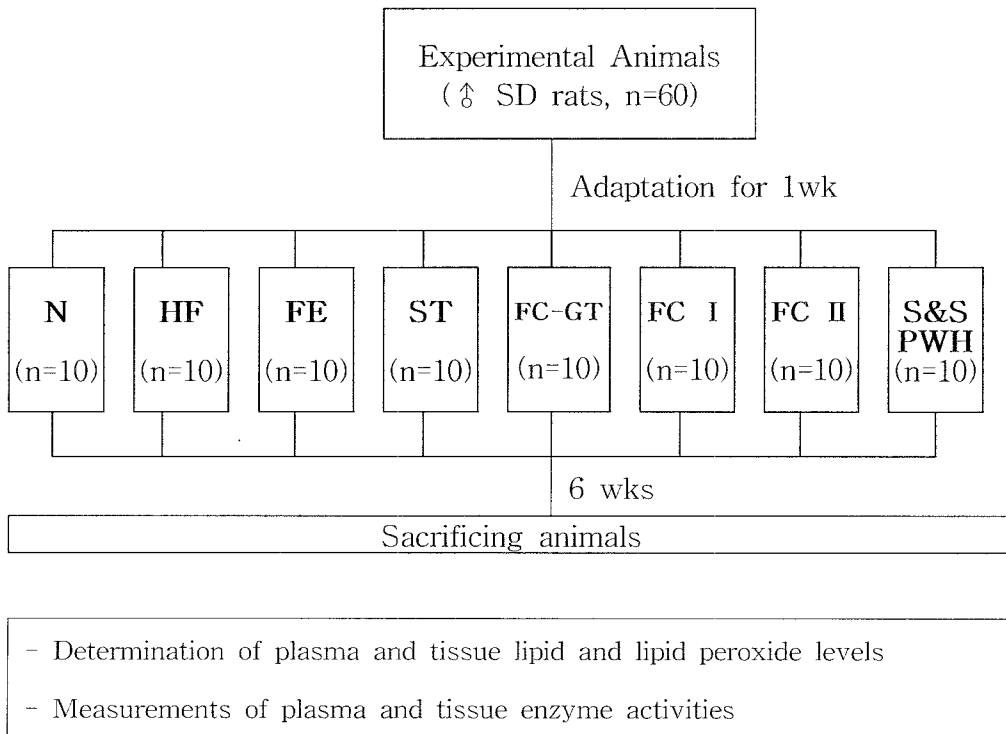 Experimental Animals
(♂ SD rats, n=60)
Adaptation for 1wk
N
(n=10)
HF
(n=10)
FE
(n=10)
ST
(n=10)
FC-GT
(n=10)
FC I
(n=10)
FC II
(n=10)
S&S
PWH
(n=10)
6 wks
Sacrificing animals
- Determination of plasma and tissue lipid and lipid peroxide levels
- Measurements of plasma and tissue enzyme activities